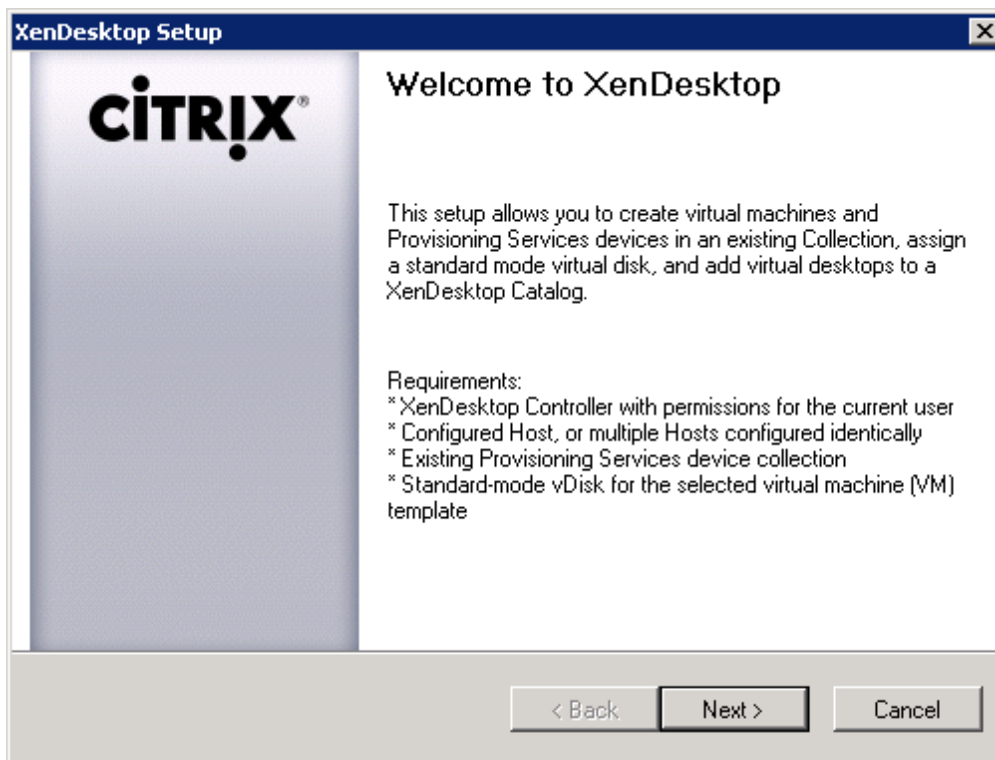 XenDesktop Setup
CiTRIX®
Welcome to XenDesktop
This setup allows you to create virtual machines and
Provisioning Services devices in an existing Collection, assign
a standard mode virtual disk, and add virtual desktops to a
XenDesktop Catalog.
Requirements:
* XenDesktop Controller with permissions for the current user
* Configured Host, or multiple Hosts configured identically
* Existing Provisioning Services device collection
* Standard-mode vDisk for the selected virtual machine (VM)
template
< Back
Next >
Cancel